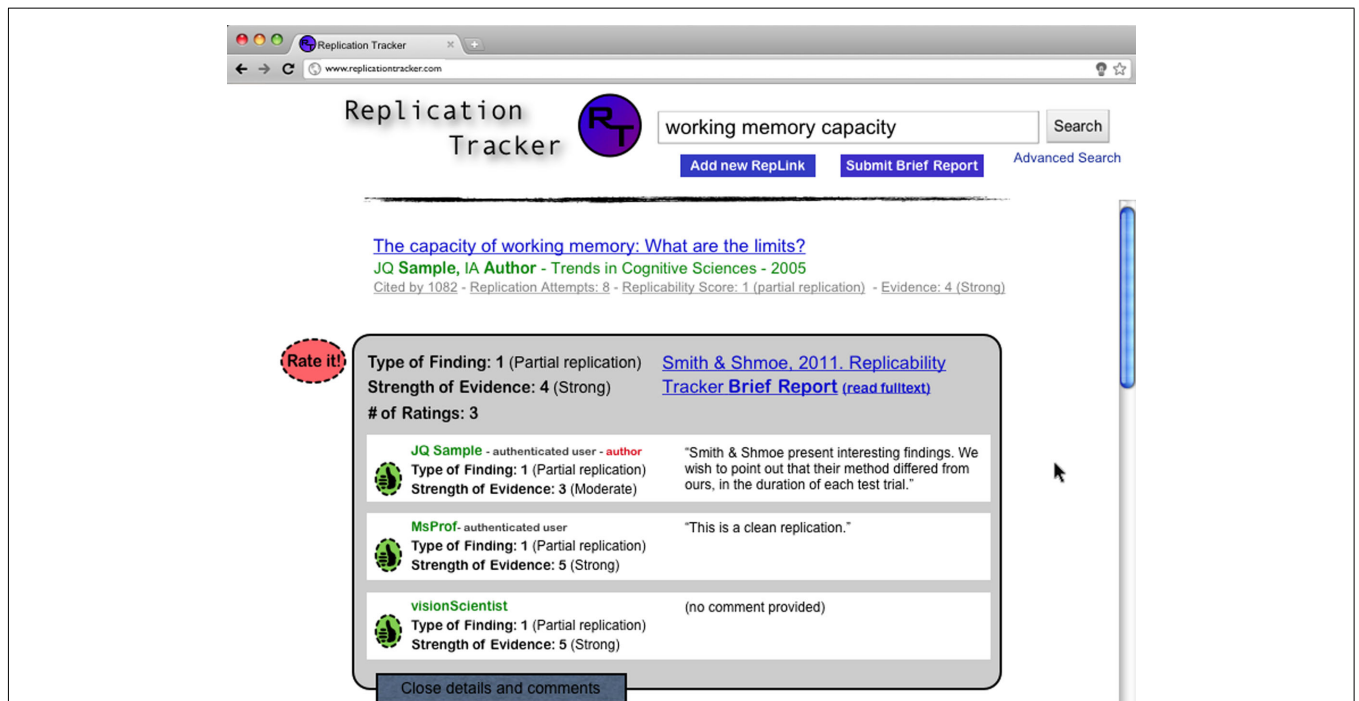 Replication Tracker
www.replicationtracker.com
Replication
Tracker
RT
working memory capacity
Search
Add new RepLink
Submit Brief Report
Advanced Search
The capacity of working memory: What are the limits?
JQ Sample, IA Author - Trends in Cognitive Sciences - 2005
Cited by 1082 - Replication Attempts: 8 - Replicability Score: 1 (partial replication) - Evidence: 4 (Strong)
Rate it!
Type of Finding: 1 (Partial replication)
Strength of Evidence: 4 (Strong)
# of Ratings: 3
Smith & Shmoe, 2011. Replicability
Tracker Brief Report (read fulltext)
JQ Sample - authenticated user - author
Type of Finding: 1 (Partial replication)
Strength of Evidence: 3 (Moderate)
“Smith & Shmoe present interesting findings. We
wish to point out that their method differed from
ours, in the duration of each test trial.”
MsProf- authenticated user
Type of Finding: 1 (Partial replication)
Strength of Evidence: 5 (Strong)
“This is a clean replication.”
visionScientist
Type of Finding: 1 (Partial replication)
Strength of Evidence: 5 (Strong)
(no comment provided)
Close details and comments